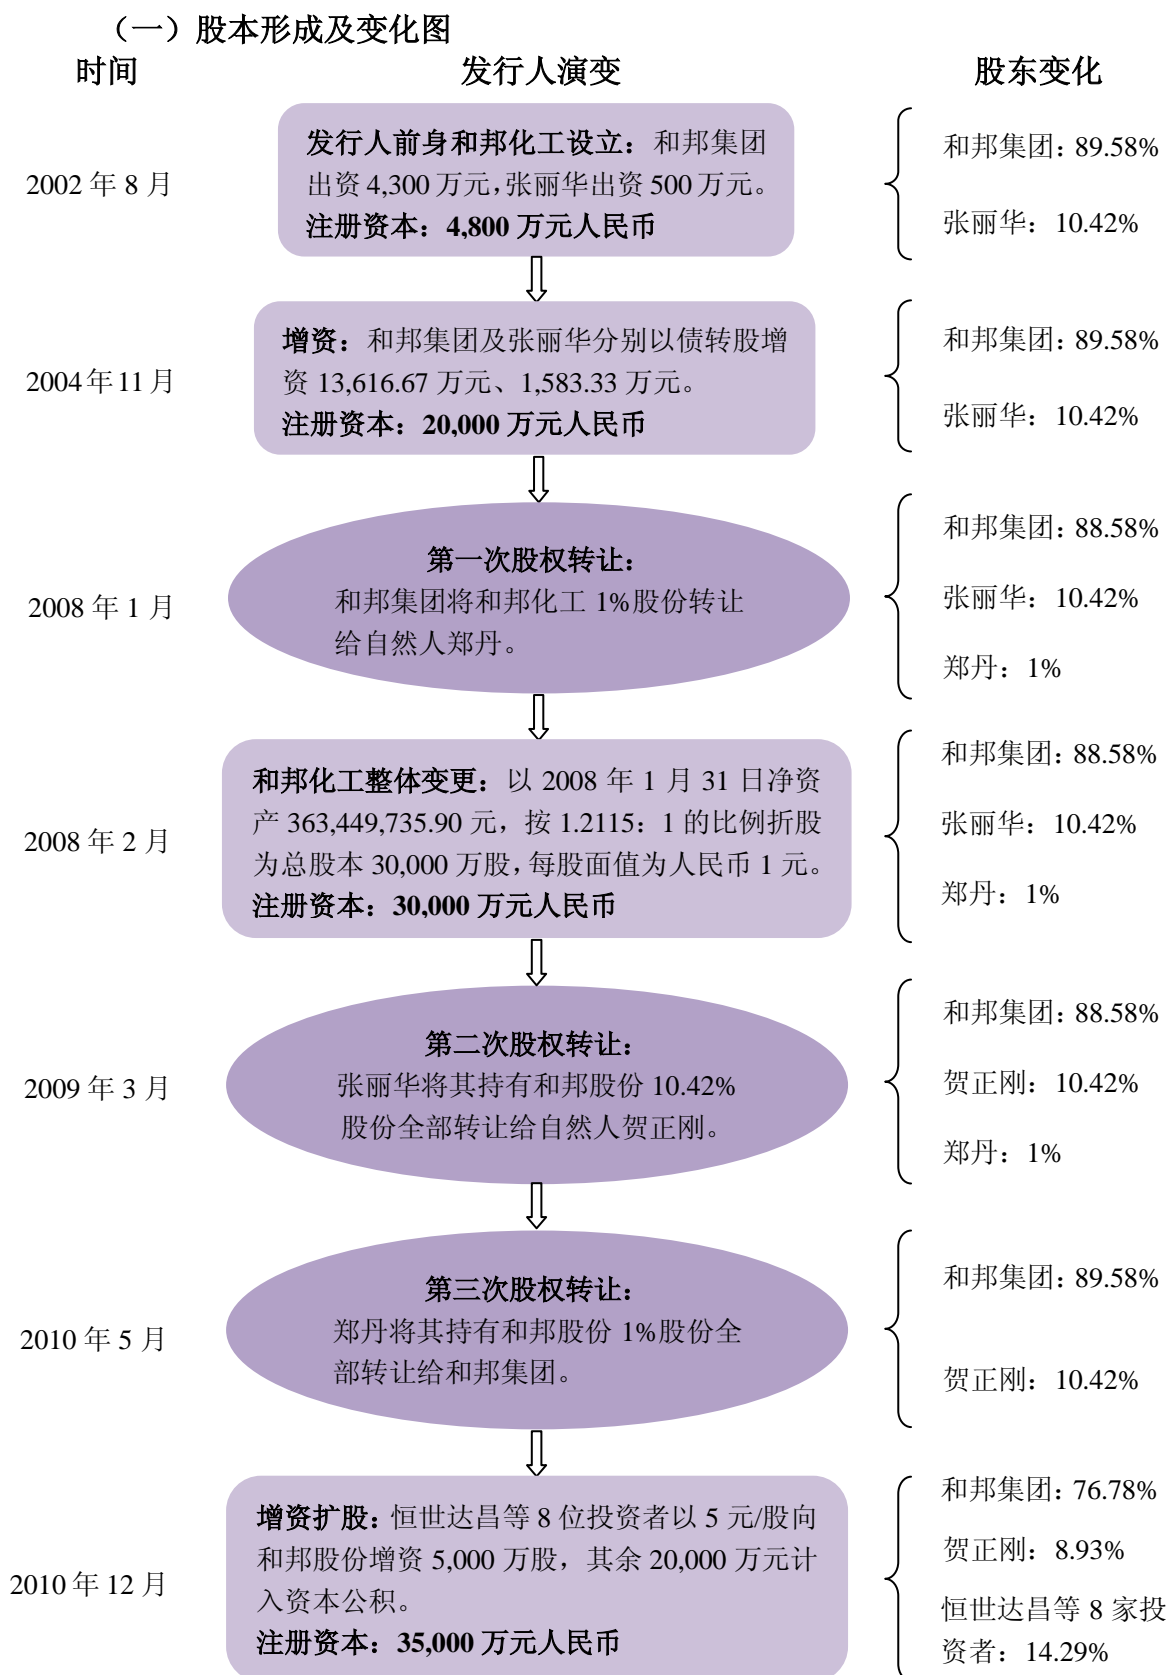 （一）股本形成及变化图
时间 发行人演变 股东变化
发行人前身和邦化工设立：和邦集团
出资 4,300 万元，张丽华出资 500 万元。
注册资本：4,800 万元人民币
2002 年 8 月
和邦集团：89.58%
张丽华：10.42%
增资：和邦集团及张丽华分别以债转股增
资 13,616.67 万元、1,583.33 万元。
注册资本：20,000 万元人民币
2004 年 11 月
和邦集团：89.58%
张丽华：10.42%
第一次股权转让：
和邦集团将和邦化工 1%股份转让
给自然人郑丹。
2008 年 1 月
和邦集团：88.58%
张丽华：10.42%
郑丹：1%
和邦化工整体变更：以 2008 年 1 月 31 日净资
产 363,449,735.90 元，按 1.2115：1 的比例折股
为总股本 30,000 万股，每股面值为人民币 1 元。
注册资本：30,000 万元人民币
2008 年 2 月
和邦集团：88.58%
张丽华：10.42%
郑丹：1%
第二次股权转让：
张丽华将其持有和邦股份 10.42%
股份全部转让给自然人贺正刚。
2009 年 3 月
和邦集团：88.58%
贺正刚：10.42%
郑丹：1%
第三次股权转让：
郑丹将其持有和邦股份 1%股份全
部转让给和邦集团。
2010 年 5 月
和邦集团：89.58%
贺正刚：10.42%
增资扩股：恒世达昌等 8 位投资者以 5 元/股向
和邦股份增资 5,000 万股，其余 20,000 万元计
入资本公积。
注册资本：35,000 万元人民币
2010 年 12 月
和邦集团：76.78%
贺正刚：8.93%
恒世达昌等 8 家投
资者：14.29%